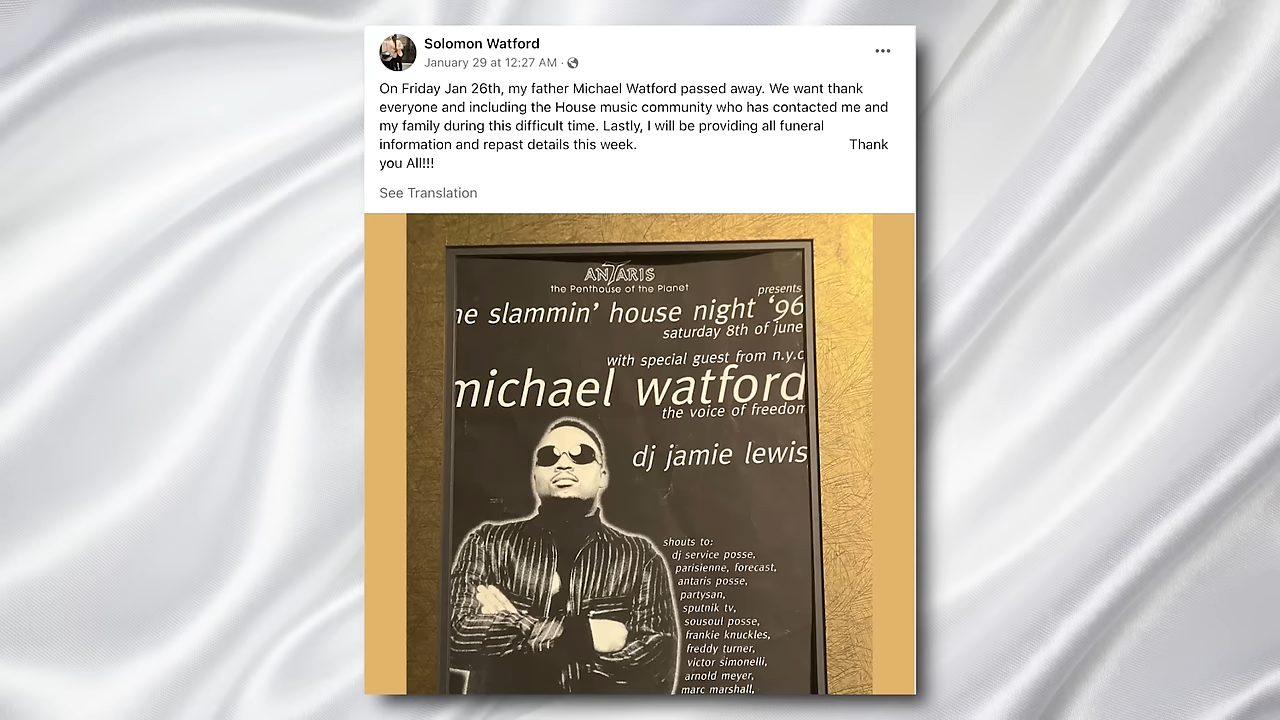 Solomon Watford
January 29 at 12:27 AM ·
On Friday Jan 26th, my father Michael Watford passed away. We want thank
everyone and including the House music community who has contacted me and
my family during this difficult time. Lastly, I will be providing all funeral
information and repast details this week. Thank
you All!!!
See Translation
ANTARIS
the Penthouse of the Planet
presents
he slammin' house night '96
saturday 8th of june
with special guest from n.y.c
michael watford
the voice of freedom
dj jamie lewis
shouts to:
dj service posse,
parisienne, forecast,
antaris posse,
partysan,
sputnik tv,
sousoul posse,
frankie knuckles,
freddy turner,
victor simonelli,
arnold meyer,
marc marshall,